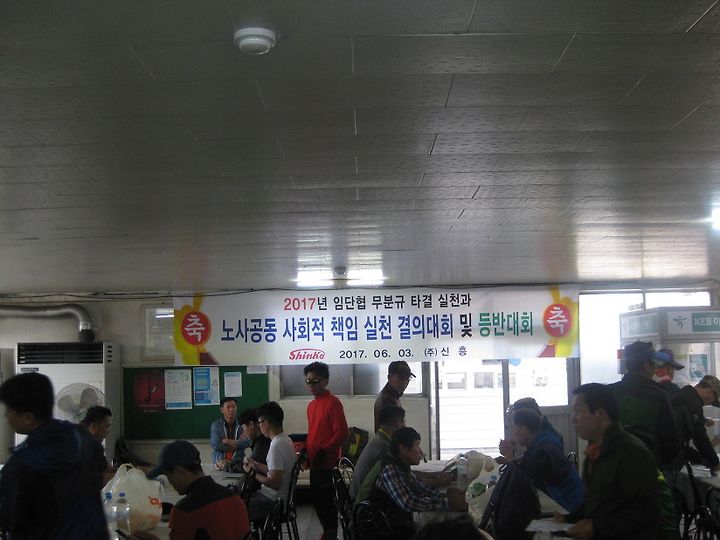 2017년 임단협 무분규 타결 실천과
축 노사공동 사회적 책임 실천 결의대회 및 등반대회 축
Shinko 2017. 06. 03. (주)신 흥
KEB 하